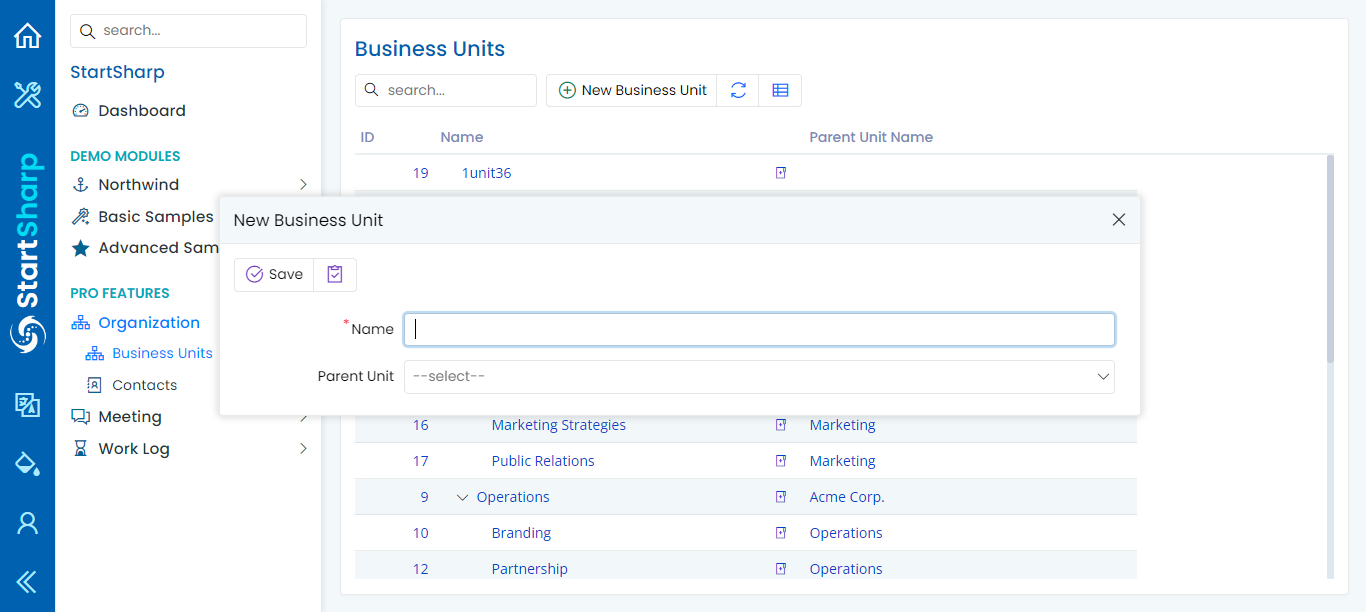 StartSharp
search...
StartSharp
Dashboard
DEMO MODULES
Northwind
Basic Samples
Advanced Sam
PRO FEATURES
Organization
Business Units
Contacts
Meeting
Work Log
Business Units
search...
New Business Unit
ID Name Parent Unit Name
19 1unit36
New Business Unit
Save
*Name
Parent Unit --select--
16 Marketing Strategies Marketing
17 Public Relations Marketing
9 Operations Acme Corp.
10 Branding Operations
12 Partnership Operations